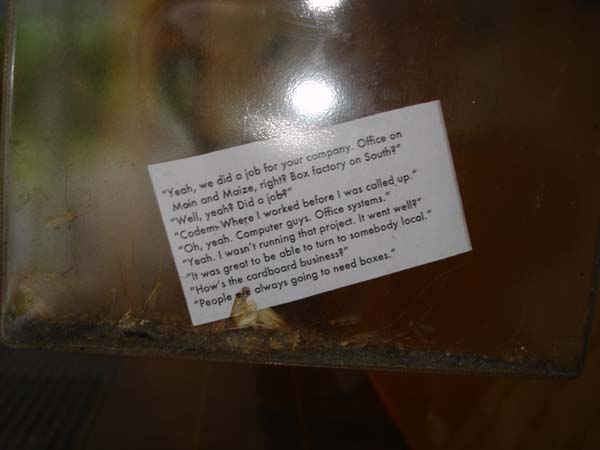 "Yeah, we did a job for your company. Office on
Main and Maize, right? Box factory on South?"
"Well, yeah? Did a job?"
"Codem. Where I worked before I was called up."
"Oh, yeah. Computer guys. Office systems."
"Yeah. I wasn't running that project. It went well?"
"It was great to be able to turn to somebody local."
"How's the cardboard business?"
"People are always going to need boxes."